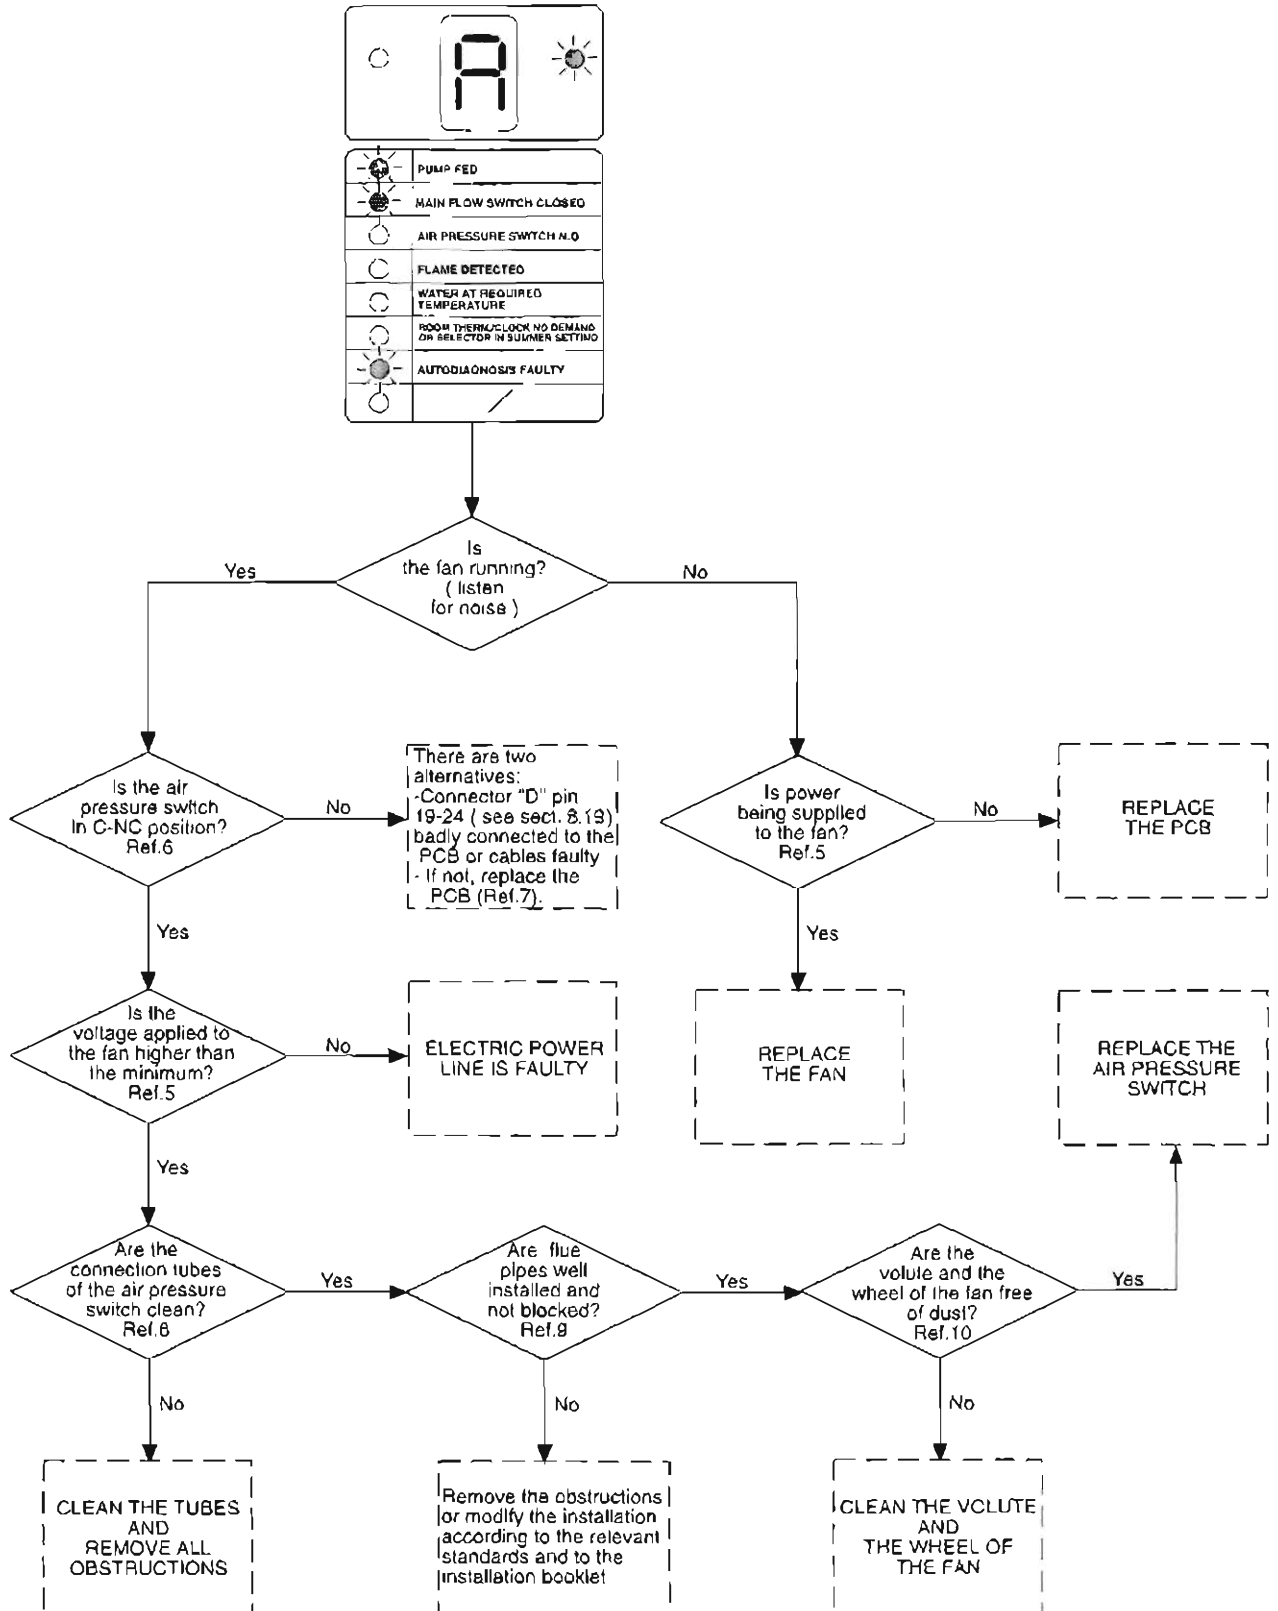 A
PUMP FED
MAIN FLOW SWITCH CLOSED
AIR PRESSURE SWITCH N.O
FLAME DETECTED
WATER AT REQUIRED
TEMPERATURE
ROOM THERM/CLOCK NO DEMAND
OR SELECTOR IN SUMMER SETTING
AUTODIAGNOSIS FAULTY
Is
the fan running?
( listen
for noise )
Yes
No
Is the air
pressure switch
In C-NC position?
Ref.6
No
There are two
alternatives:
-Connector "D" pin
19-24 ( see sect. 8.19)
badly connected to the
PCB or cables faulty
- If not, replace the
PCB (Ref.7).
Is power
being supplied
to the fan?
Ref.5
No
REPLACE
THE PCB
Yes
Yes
Is the
voltage applied to
the fan higher than
the minimum?
Ref.5
No
ELECTRIC POWER
LINE IS FAULTY
REPLACE
THE FAN
REPLACE THE
AIR PRESSURE
SWITCH
Yes
Are the
connection tubes
of the air pressure
switch clean?
Ref.8
Yes
Are flue
pipes well
installed and
not blocked?
Ref.9
Yes
Are the
volute and the
wheel of the fan free
of dust?
Ref.10
Yes
No
No
No
CLEAN THE TUBES
AND
REMOVE ALL
OBSTRUCTIONS
Remove the obstructions
or modify the installation
according to the relevant
standards and to the
installation booklet
CLEAN THE VOLUTE
AND
THE WHEEL OF
THE FAN